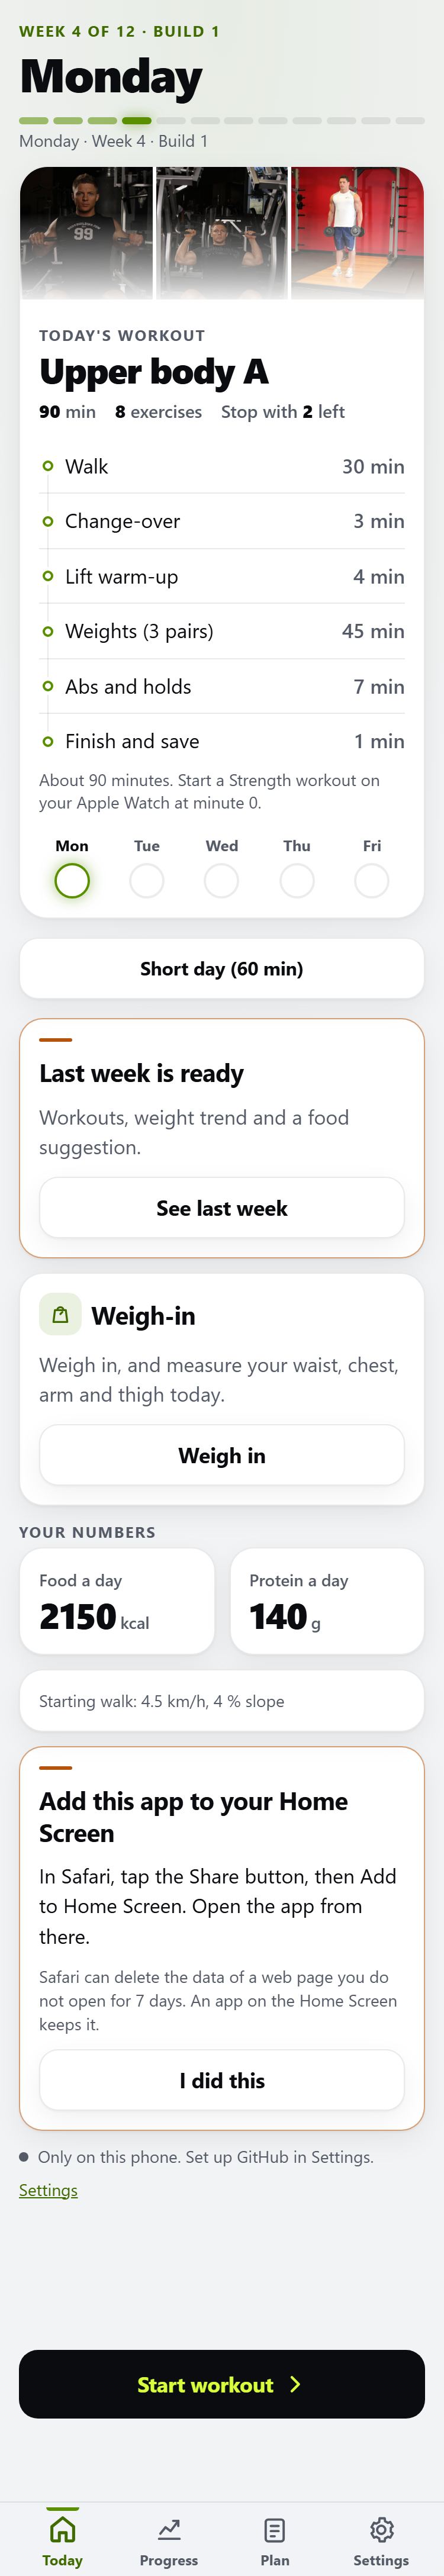 WEEK 4 OF 12 · BUILD 1
Monday
Monday · Week 4 · Build 1
99
TODAY'S WORKOUT
Upper body A
90 min 8 exercises Stop with 2 left
Walk 30 min
Change-over 3 min
Lift warm-up 4 min
Weights (3 pairs) 45 min
Abs and holds 7 min
Finish and save 1 min
About 90 minutes. Start a Strength workout on
your Apple Watch at minute 0.
Mon Tue Wed Thu Fri
Short day (60 min)
Last week is ready
Workouts, weight trend and a food
suggestion.
See last week
Weigh-in
Weigh in, and measure your waist, chest,
arm and thigh today.
Weigh in
YOUR NUMBERS
Food a day Protein a day
2150 kcal 140 g
Starting walk: 4.5 km/h, 4 % slope
Add this app to your Home
Screen
In Safari, tap the Share button, then Add
to Home Screen. Open the app from
there.
Safari can delete the data of a web page you do
not open for 7 days. An app on the Home Screen
keeps it.
I did this
Only on this phone. Set up GitHub in Settings.
Settings
Start workout
Today Progress Plan Settings